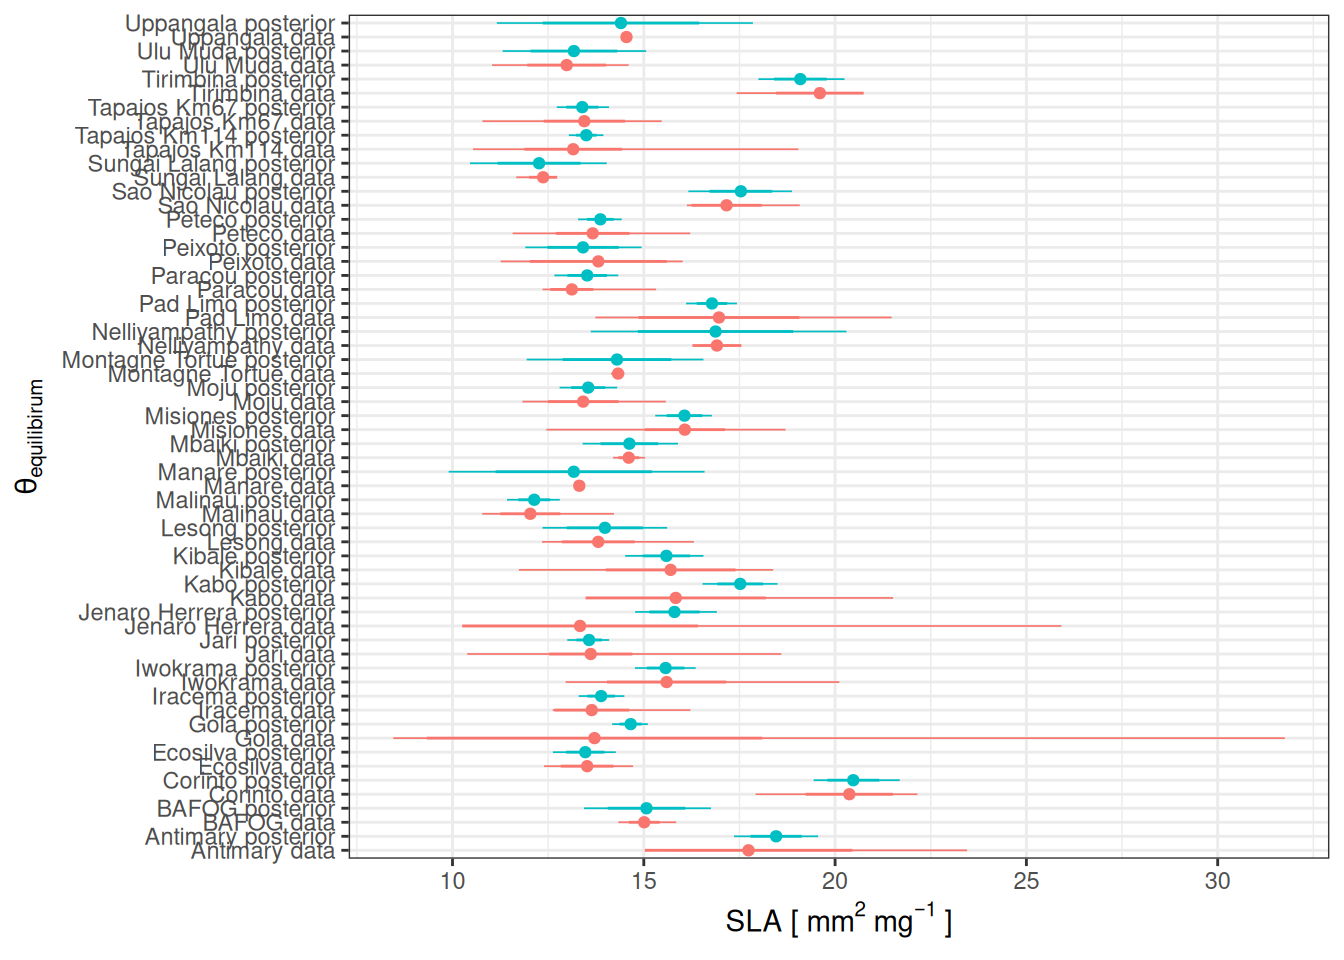 Uppangala posterior
Uppangala data
Ulu Muda posterior
Ulu Muda data
Tirimbina posterior
Tirimbina data
Tapajos Km67 posterior
Tapajos Km67 data
Tapajos Km114 posterior
Tapajos Km114 data
Sungai Lalang posterior
Sungai Lalang data
Sao Nicolau posterior
Sao Nicolau data
Peteco posterior
Peteco data
Peixoto posterior
Peixoto data
Paracou posterior
Paracou data
Pad Limo posterior
Pad Limo data
Nelliyampathy posterior
Nelliyampathy data
Montagne Tortue posterior
Montagne Tortue data
Moju posterior
Moju data
Misiones posterior
Misiones data
Mbaiki posterior
Mbaiki data
Manare posterior
Manare data
Malinau posterior
Malinau data
Lesong posterior
Lesong data
Kibale posterior
Kibale data
Kabo posterior
Kabo data
Jenaro Herrera posterior
Jenaro Herrera data
Jari posterior
Jari data
Iwokrama posterior
Iwokrama data
Iracema posterior
Iracema data
Gola posterior
Gola data
Ecosilva posterior
Ecosilva data
Corinto posterior
Corinto data
BAFOG posterior
BAFOG data
Antimary posterior
Antimary data
θequilibirum
10 15 20 25 30
SLA [ mm² mg⁻¹ ]